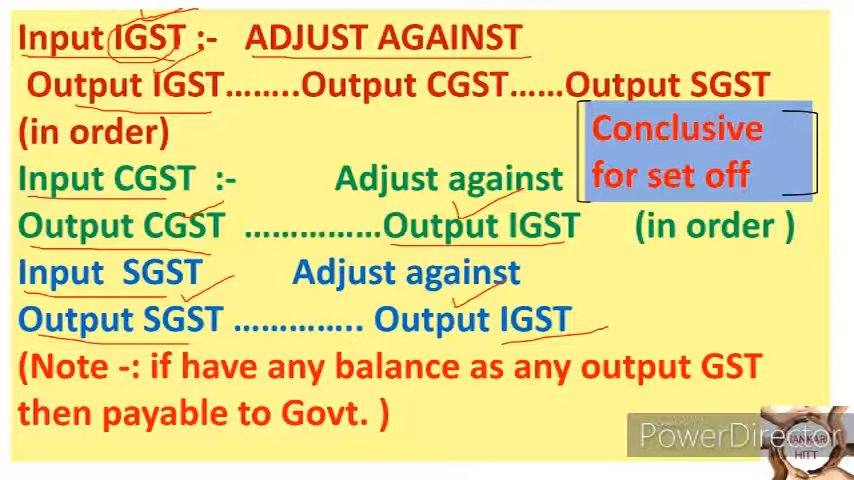 Input IGST :- ADJUST AGAINST
Output IGST........Output CGST......Output SGST
(in order)
Conclusive
for set off
Input CGST :- Adjust against
Output CGST ...............Output IGST (in order )
Input SGST Adjust against
Output SGST .............. Output IGST
(Note -: if have any balance as any output GST
then payable to Govt. )
PowerDirector
JANKARI
HITT